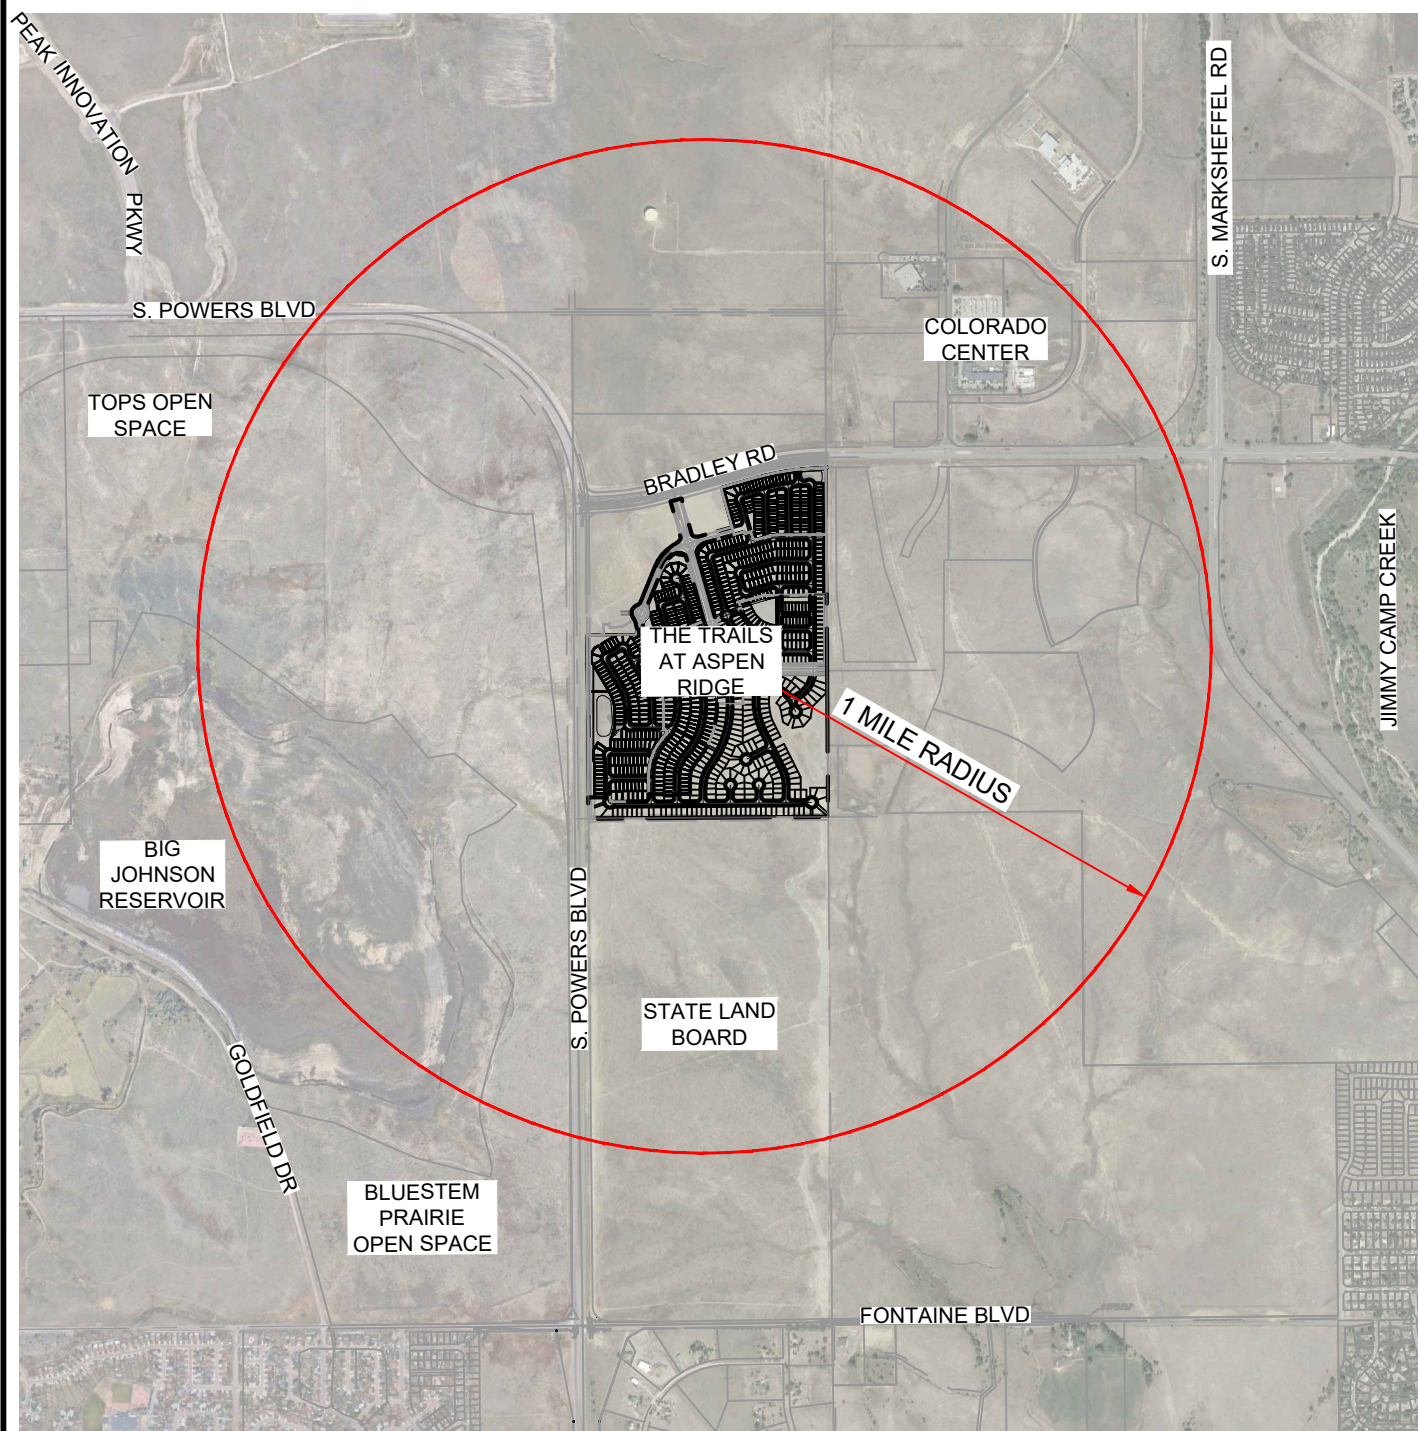 PEAK INNOVATION PKWY
S. MARKSHEFFEL RD
S. POWERS BLVD
COLORADO
CENTER
TOPS OPEN
SPACE
BRADLEY RD
JIMMY CAMP CREEK
THE TRAILS
AT ASPEN
RIDGE
1 MILE RADIUS
BIG
JOHNSON
RESERVOIR
S. POWERS BLVD
STATE LAND
BOARD
GOLDFIELD DR
BLUESTEM
PRAIRIE
OPEN SPACE
FONTAINE BLVD